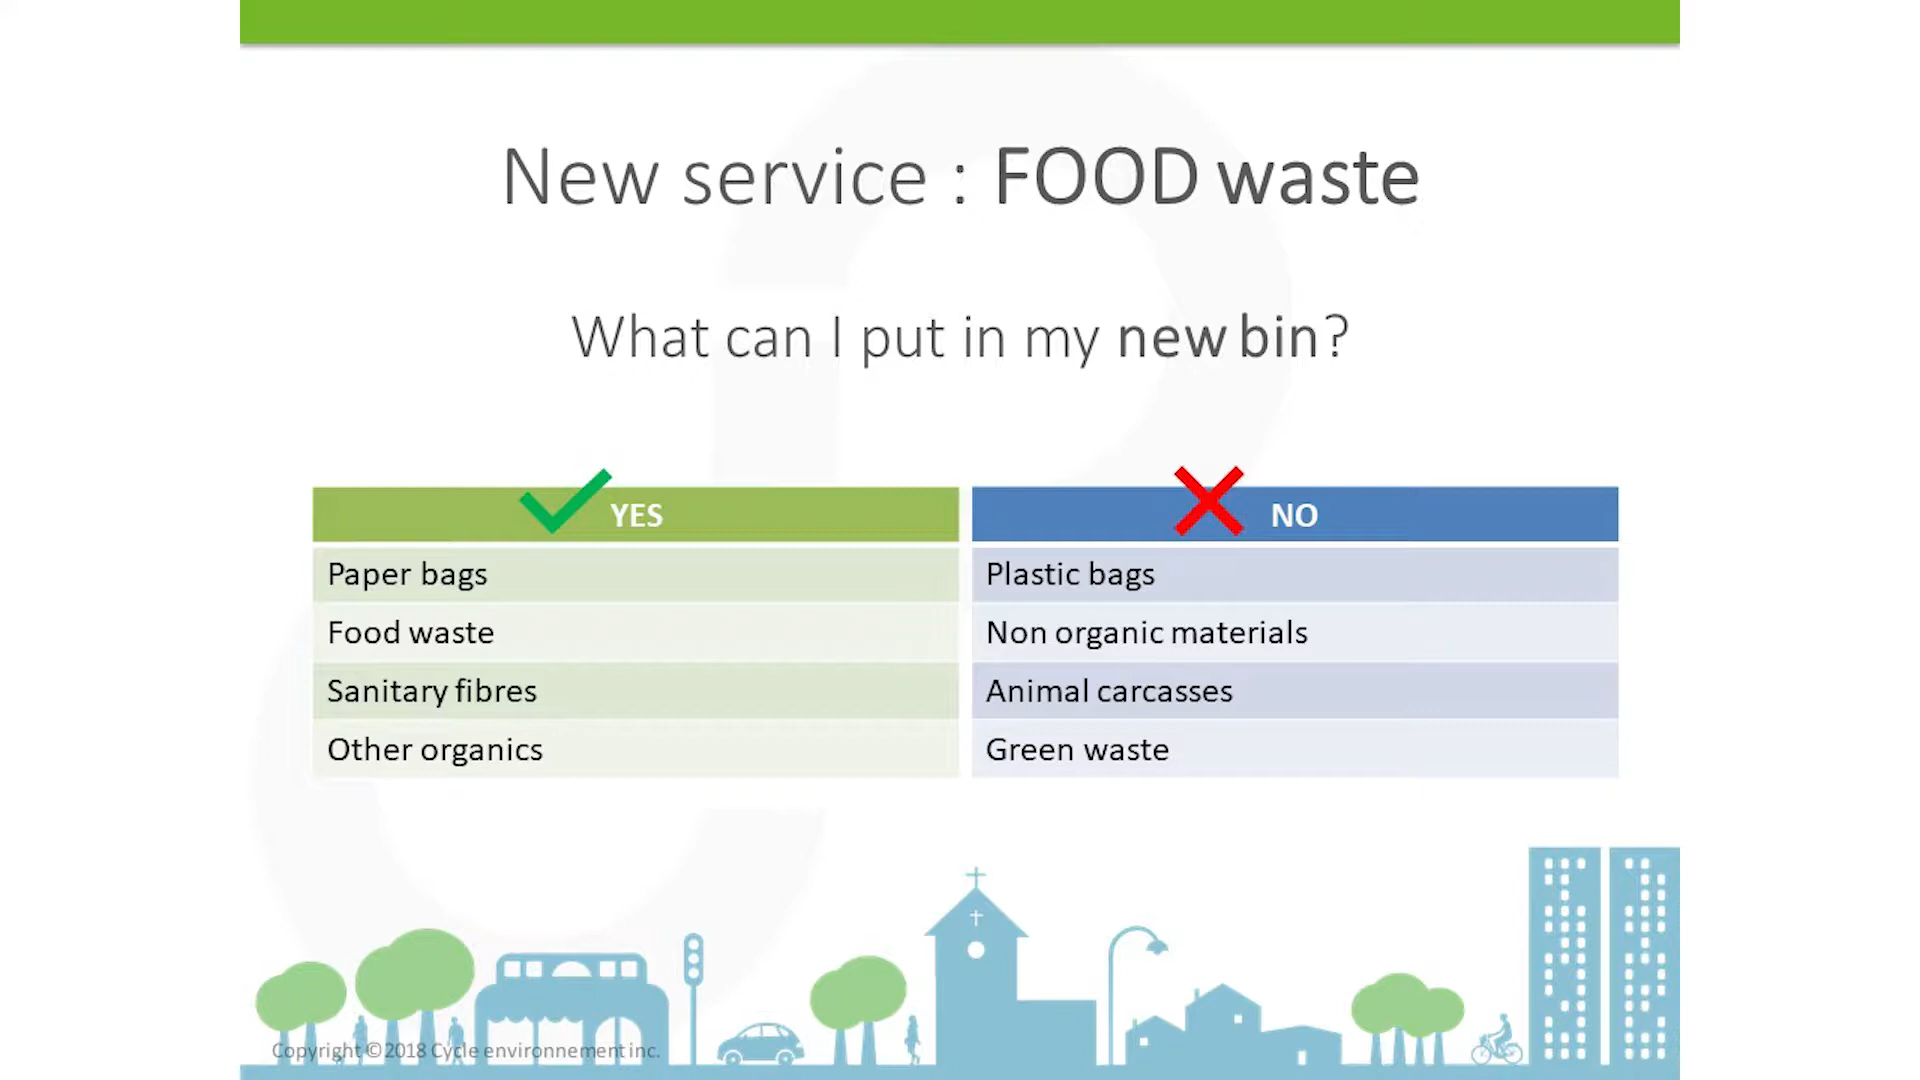 New service : FOOD waste
What can I put in my new bin?
YES
NO
Paper bags
Plastic bags
Food waste
Non organic materials
Sanitary fibres
Animal carcasses
Other organics
Green waste
Copyright ©2018 Cycle environnement inc.